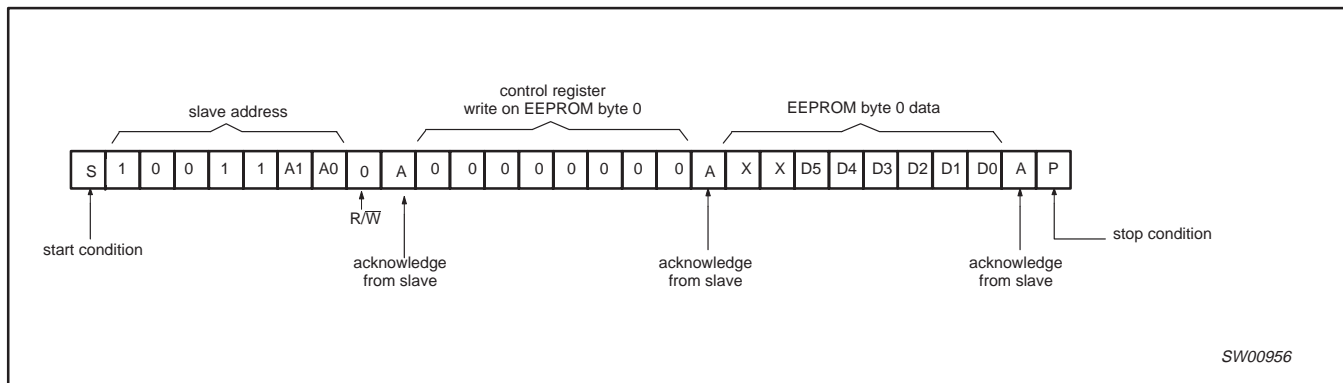 slave address
control register
write on EEPROM byte 0
EEPROM byte 0 data
S 1 0 0 1 1 A1 A0 0 A 0 0 0 0 0 0 0 0 A X X D5 D4 D3 D2 D1 D0 A P
R/W̅
start condition
acknowledge
from slave
acknowledge
from slave
acknowledge
from slave
stop condition
SW00956